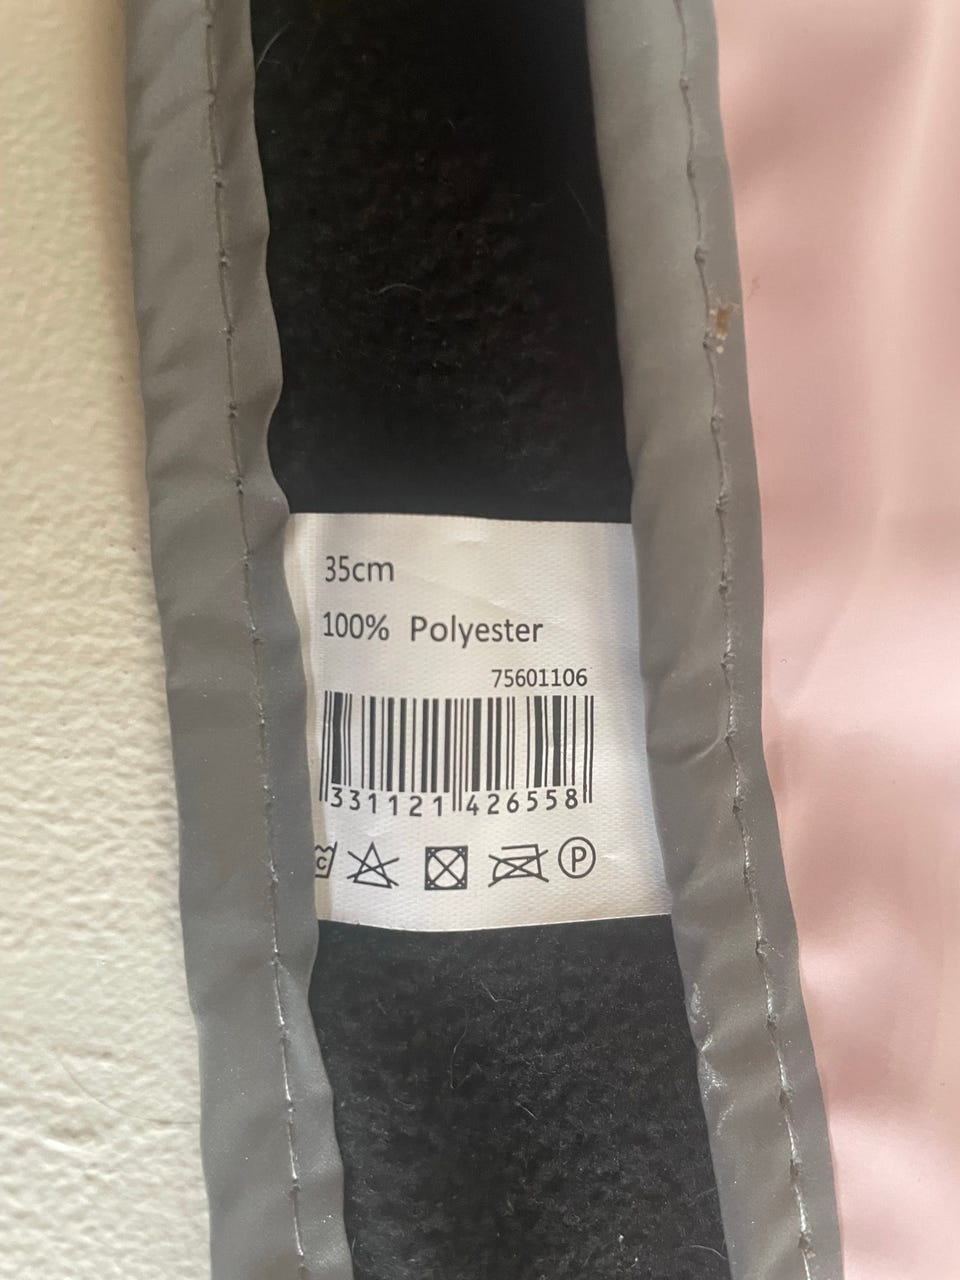 35cm
100% Polyester
75601106
331121 426558
C P